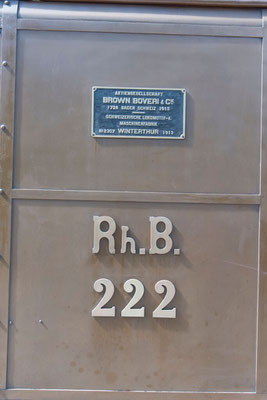 AKTIENGESELLSCHAFT
BROWN BOVERI & Cᴵᴱ
BADEN SCHWEIZ 1913
SCHWEIZERISCHE LOKOMOTIV- &
MASCHINENFABRIK
WINTERTHUR 1913
Rh.B.
222